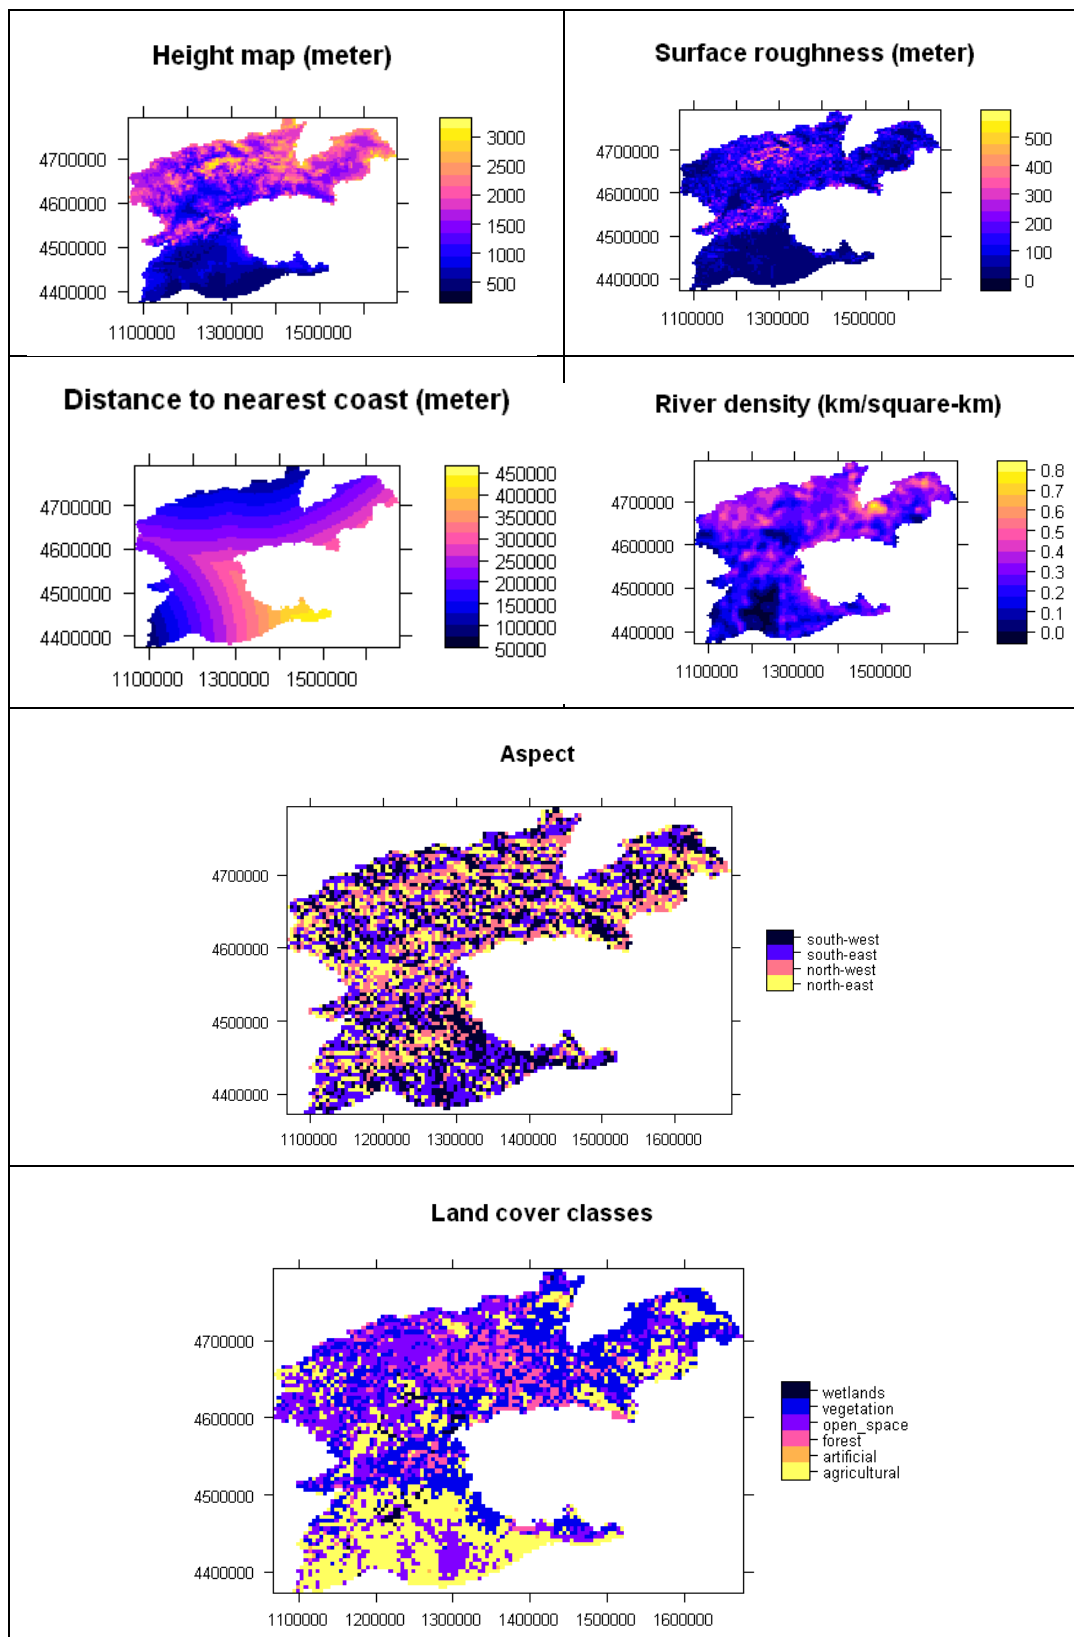 Height map (meter)
4700000
4600000
4500000
4400000
1100000 1300000 1500000
3000
2500
2000
1500
1000
500
Surface roughness (meter)
4700000
4600000
4500000
4400000
1100000 1300000 1500000
500
400
300
200
100
0
Distance to nearest coast (meter)
4700000
4600000
4500000
4400000
1100000 1300000 1500000
450000
400000
350000
300000
250000
200000
150000
100000
50000
River density (km/square-km)
4700000
4600000
4500000
4400000
1100000 1300000 1500000
0.8
0.7
0.6
0.5
0.4
0.3
0.2
0.1
0.0
Aspect
4700000
4600000
4500000
4400000
1100000 1200000 1300000 1400000 1500000 1600000
south-west
south-east
north-west
north-east
Land cover classes
4700000
4600000
4500000
4400000
1100000 1200000 1300000 1400000 1500000 1600000
wetlands
vegetation
open_space
forest
artificial
agricultural